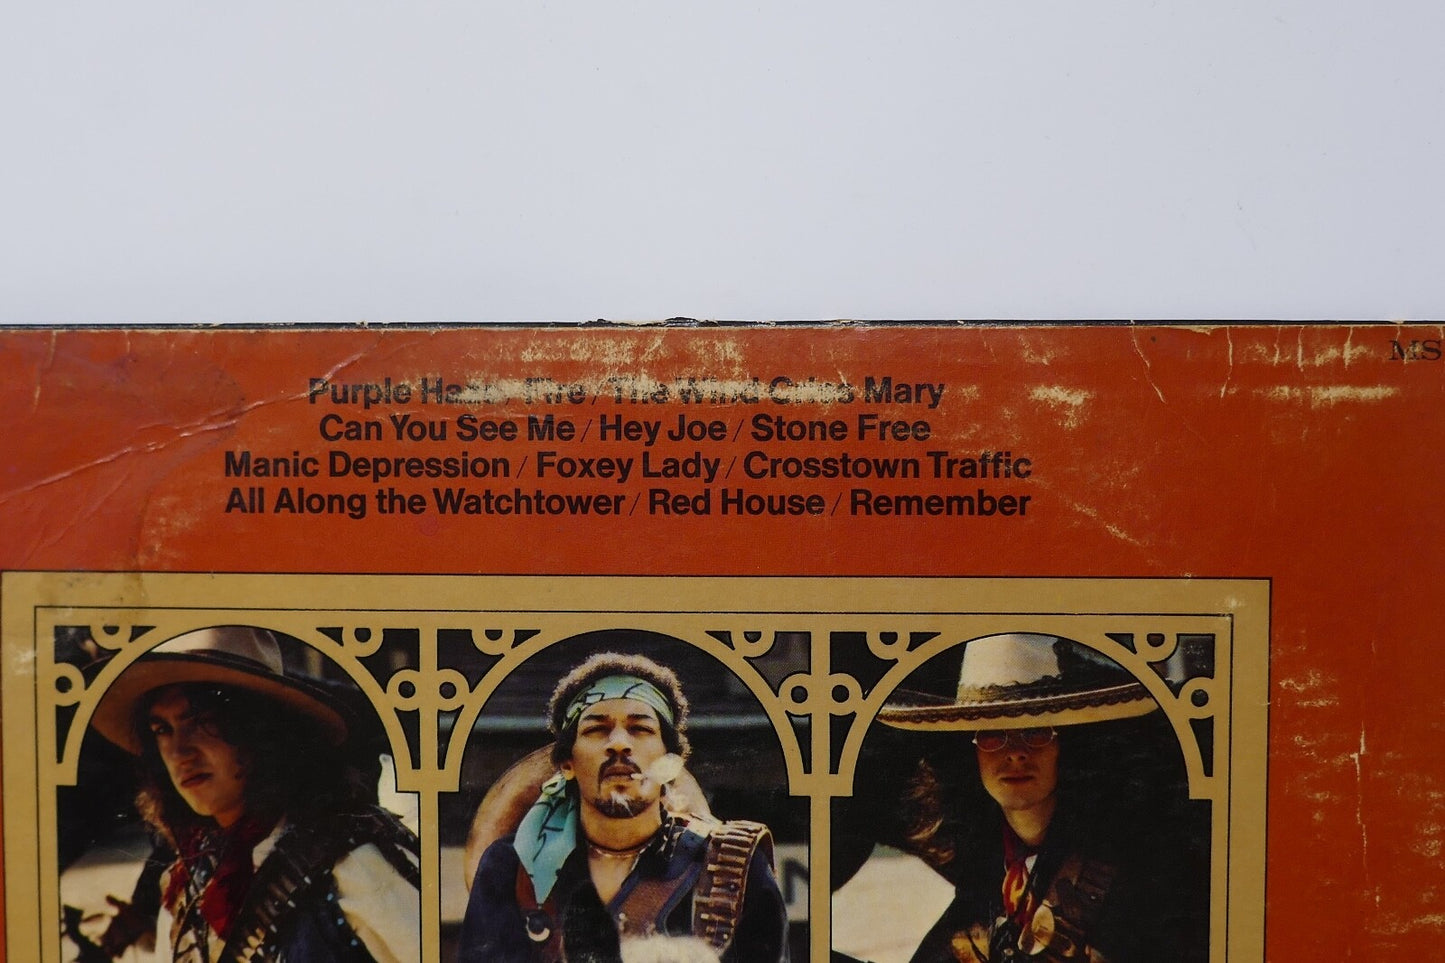 Purple Haze / Fire / The Wind Cries Mary
Can You See Me / Hey Joe / Stone Free
Manic Depression / Foxey Lady / Crosstown Traffic
All Along the Watchtower / Red House / Remember
MS